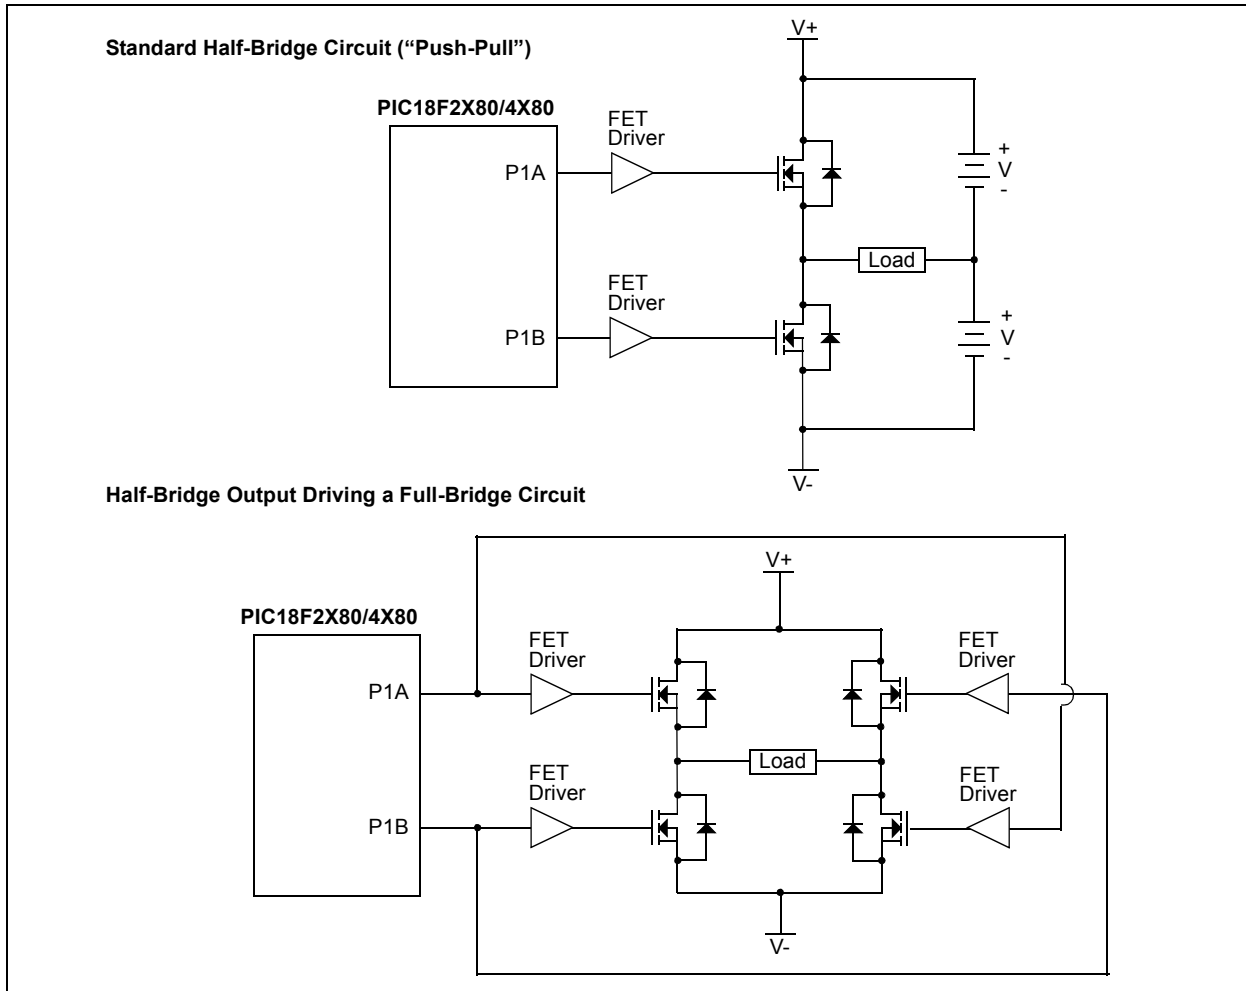 V+
Standard Half-Bridge Circuit (“Push-Pull”)
PIC18F2X80/4X80
FET
Driver
P1A
+
V
-
Load
FET
Driver
P1B
+
V
-
V-
Half-Bridge Output Driving a Full-Bridge Circuit
V+
PIC18F2X80/4X80
FET
Driver
FET
Driver
P1A
Load
FET
Driver
FET
Driver
P1B
V-